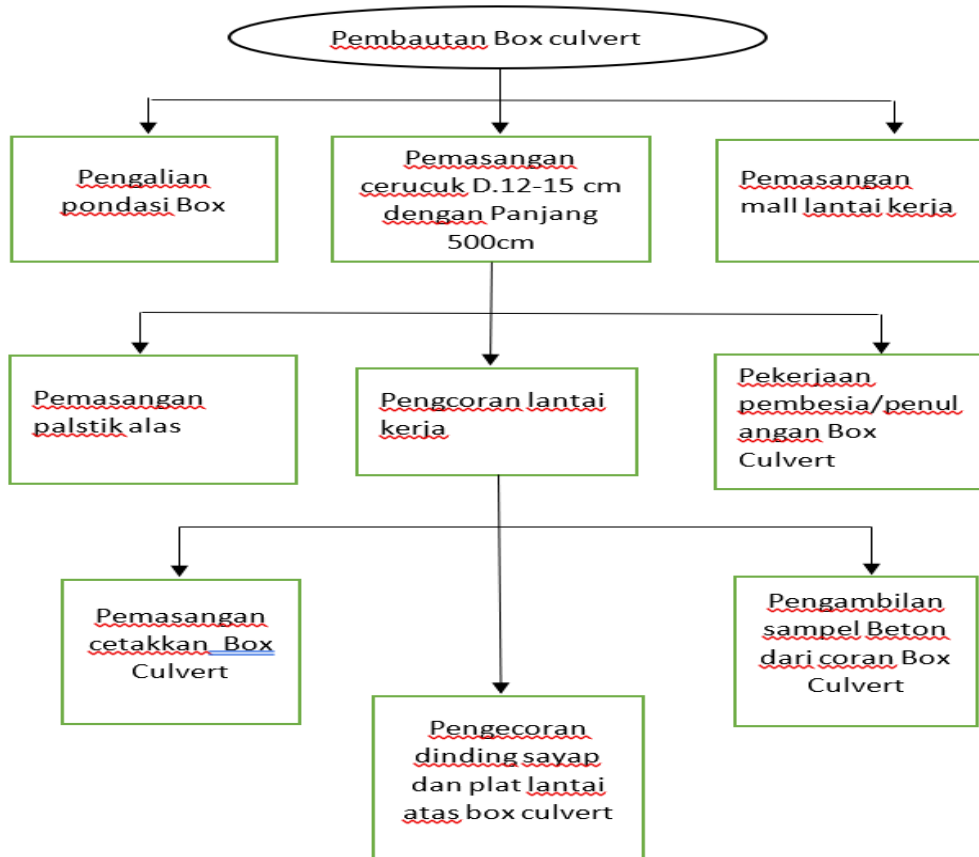 Pembautan Box culvert
Pengalian
pondasi Box
Pemasangan
cerucuk D.12-15 cm
dengan Panjang
500cm
Pemasangan
mall lantai kerja
Pemasangan
palstik alas
Pengcoran lantai
kerja
Pekerjaan
pembesia/penul
angan Box
Culvert
Pemasangan
cetakkan Box
Culvert
Pengecoran
dinding sayap
dan plat lantai
atas box culvert
Pengambilan
sampel Beton
dari coran Box
Culvert